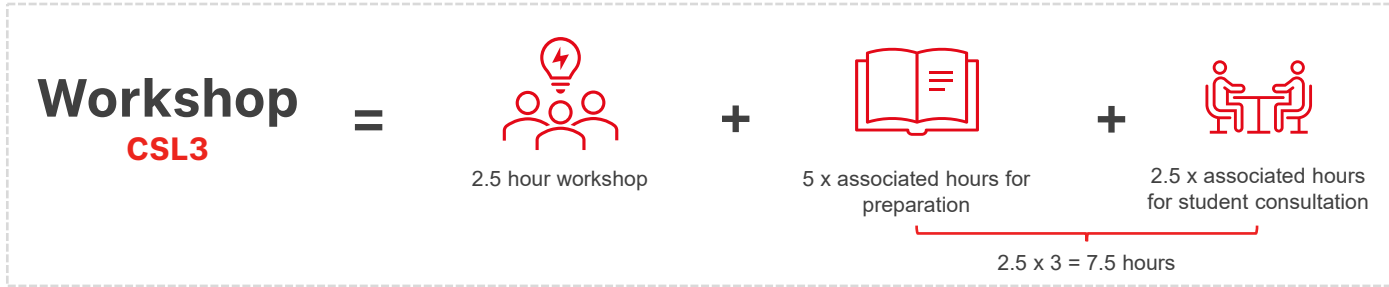 Workshop
CSL3
=
2.5 hour workshop
+
5 x associated hours for
preparation
+
2.5 x associated hours
for student consultation
2.5 x 3 = 7.5 hours